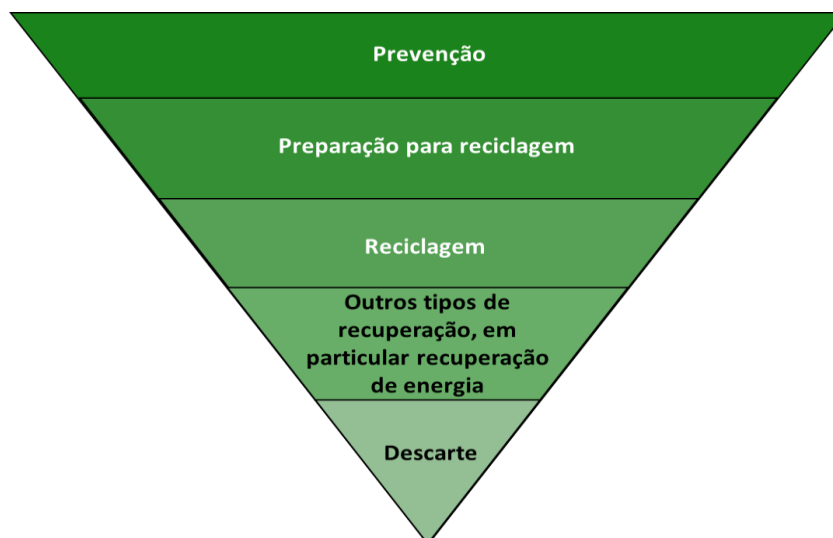 Prevenção
Preparação para reciclagem
Reciclagem
Outros tipos de
recuperação, em
particular recuperação
de energia
Descarte